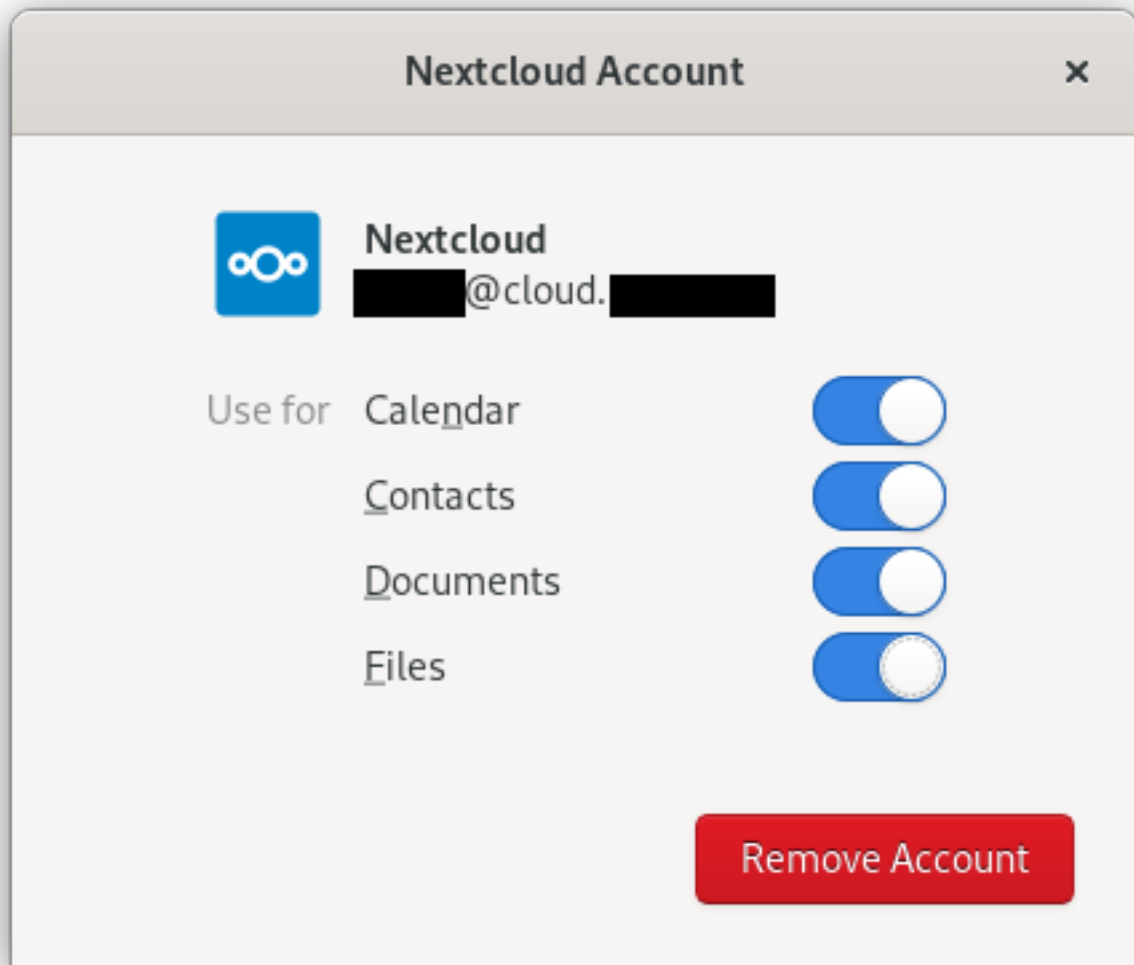 Nextcloud Account
Nextcloud
@cloud.
Use for Calendar
Contacts
Documents
Files
Remove Account